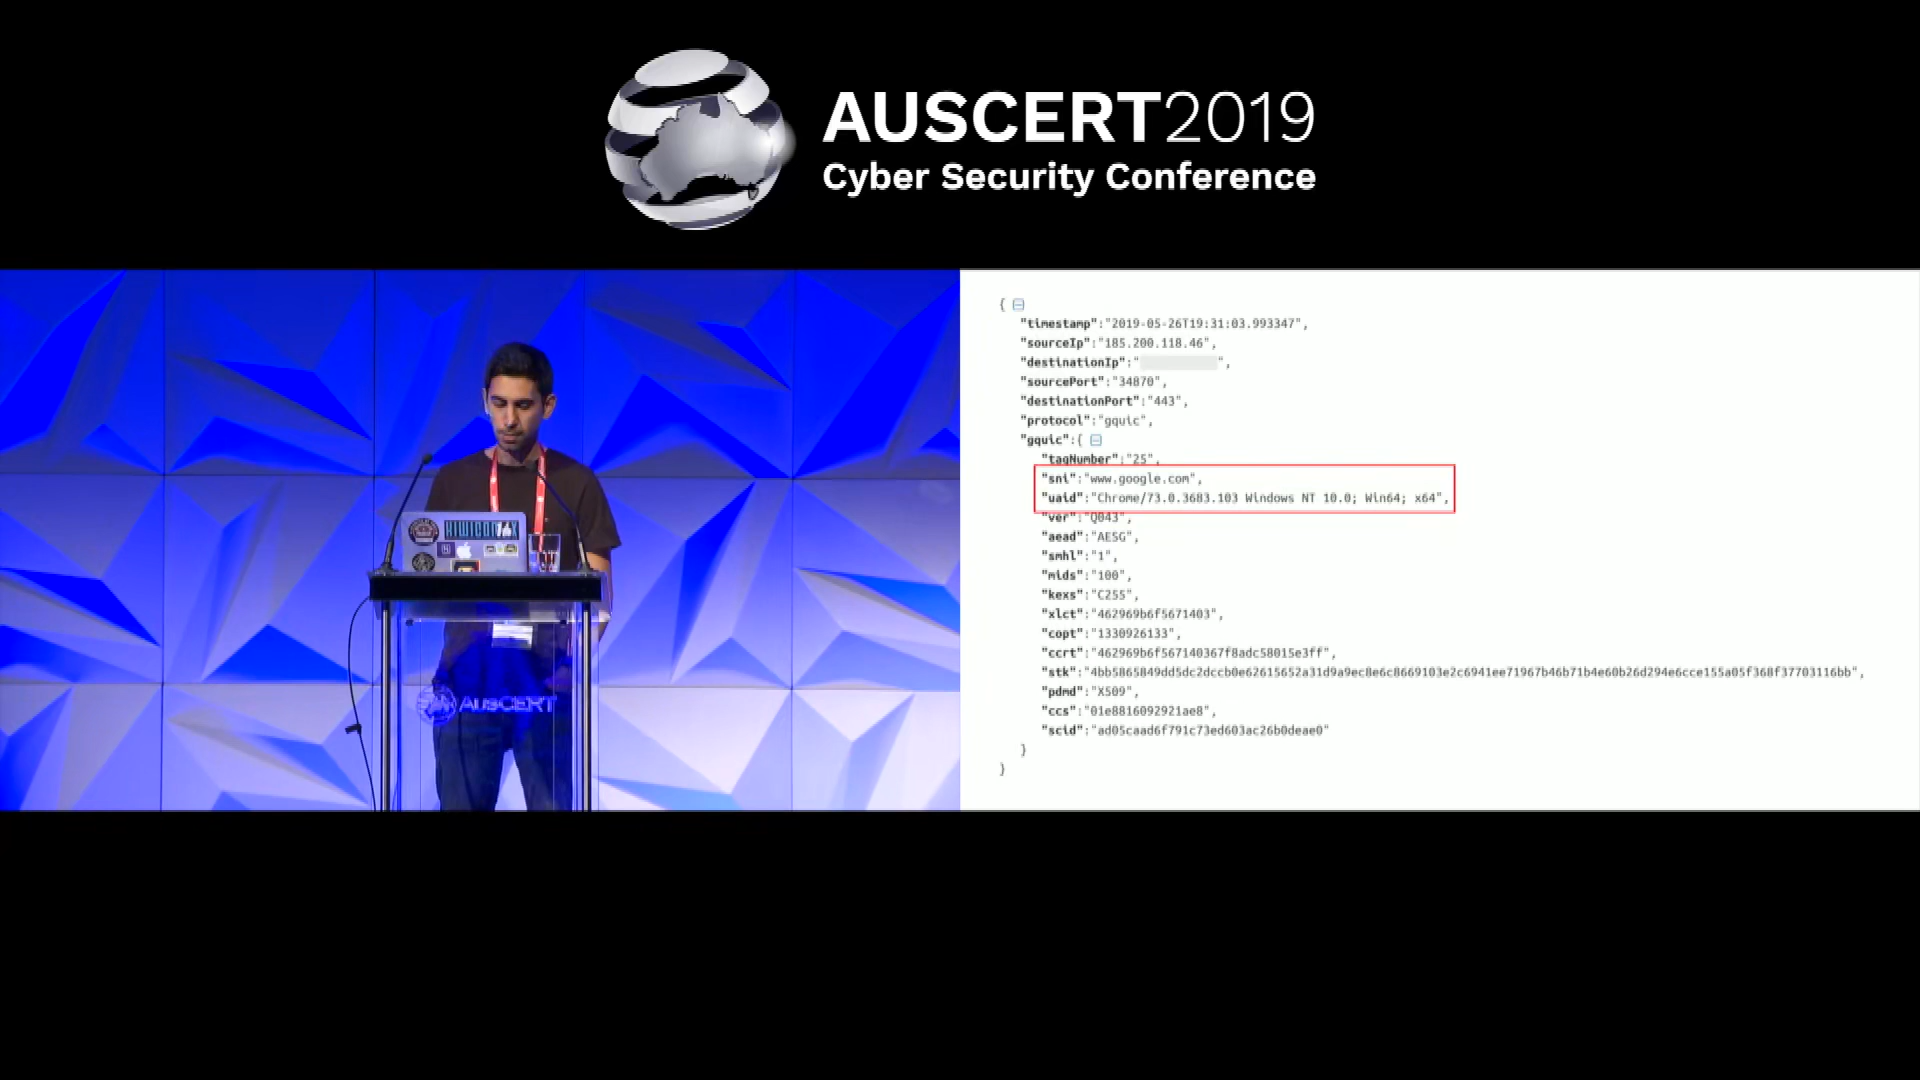 AUSCERT2019
Cyber Security Conference
{
"timestamp":"2019-05-26T19:31:03.993347",
"sourceIp":"185.200.118.46",
"destinationIp":" ",
"sourcePort":"34870",
"destinationPort":"443",
"protocol":"gquic",
"gquic":{
"tagNumber":"25",
"sni":"www.google.com",
"uaid":"Chrome/73.0.3683.103 Windows NT 10.0; Win64; x64",
"ver":"Q043",
"aead":"AESG",
"smhl":"1",
"mids":"100",
"kexs":"C255",
"xlct":"462969b6f5671403",
"copt":"1330926133",
"ccrt":"462969b6f567140367f8adc58015e3ff",
"stk":"4bb5865849dd5dc2dccb0e62615652a31d9a9ec8e6c8669103e2c6941ee71967b46b71b4e60b26d294e6cce155a05f368f37703116bb",
"pdmd":"X509",
"ccs":"01e8816092921ae8",
"scid":"ad05caad6f791c73ed603ac26b0deae0"
}
}
AUSCERT